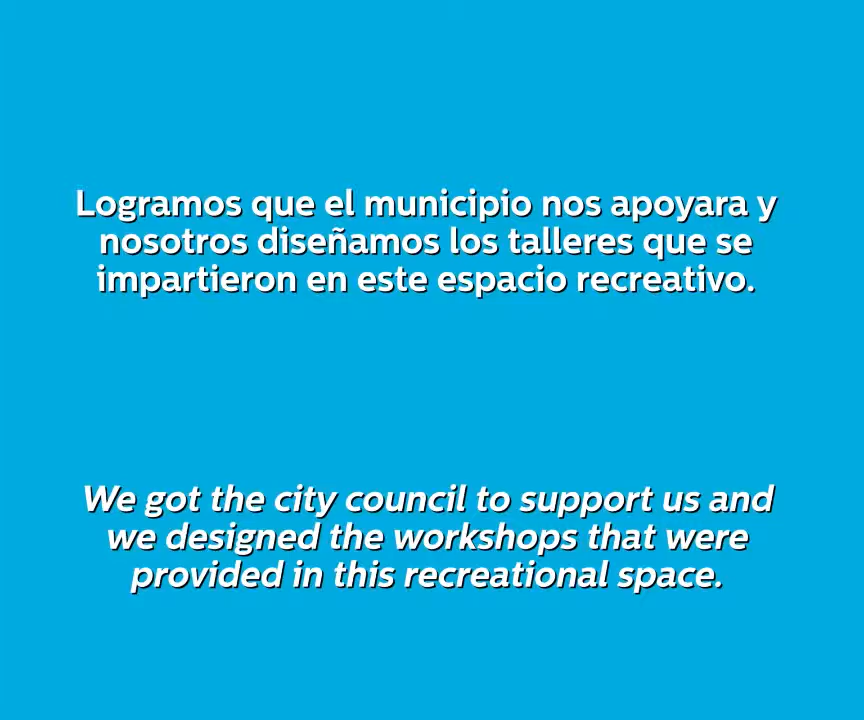 Logramos que el municipio nos apoyara y
nosotros diseñamos los talleres que se
impartieron en este espacio recreativo.
We got the city council to support us and
we designed the workshops that were
provided in this recreational space.